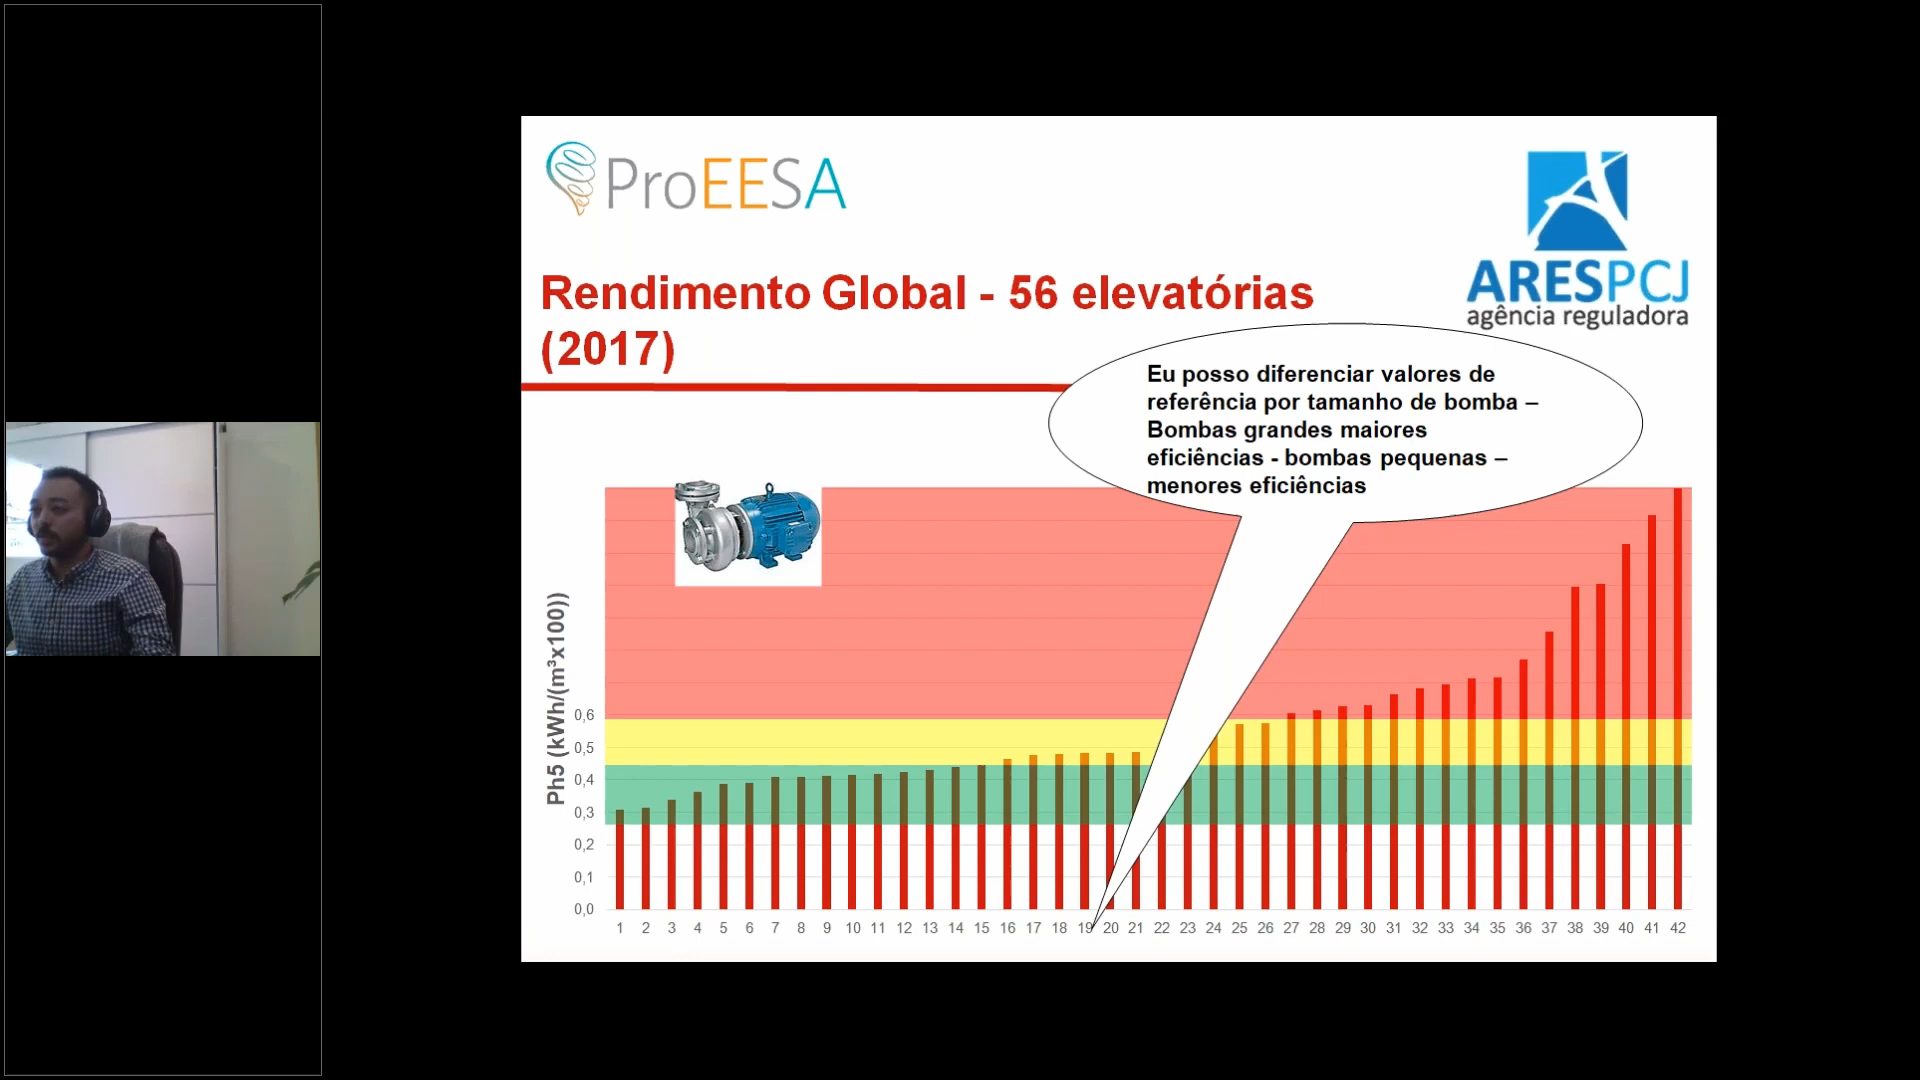 ProEESA
ARESPCJ
agência reguladora
Rendimento Global - 56 elevatórias
(2017)
Eu posso diferenciar valores de
referência por tamanho de bomba –
Bombas grandes maiores
eficiências - bombas pequenas –
menores eficiências
Ph5 (kWh/(m³x100))
0,6
0,5
0,4
0,3
0,2
0,1
0,0
1 2 3 4 5 6 7 8 9 10 11 12 13 14 15 16 17 18 19 20 21 22 23 24 25 26 27 28 29 30 31 32 33 34 35 36 37 38 39 40 41 42